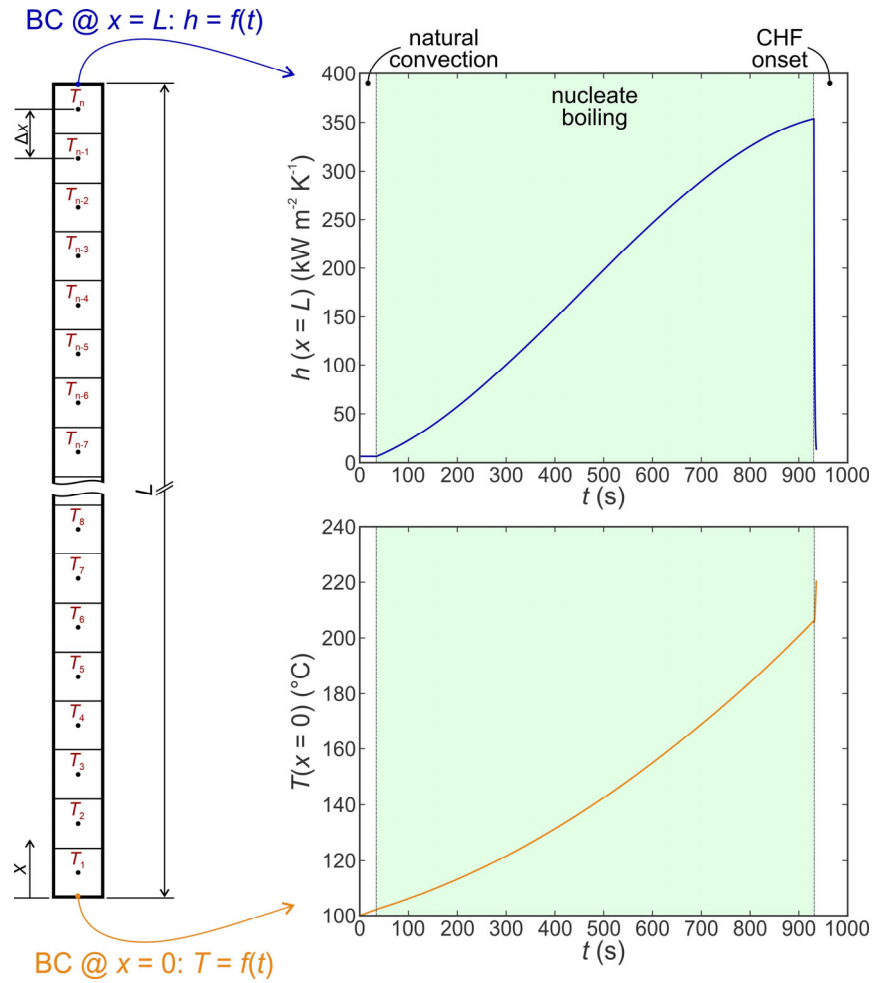 BC @ x = L: h = f(t)
natural
convection
CHF
onset
nucleate
boiling
400
350
300
250
200
150
100
50
0
h (x = L) (kW m⁻² K⁻¹)
0 100 200 300 400 500 600 700 800 900 1000
t (s)
240
220
200
180
160
140
120
100
T(x = 0) (°C)
0 100 200 300 400 500 600 700 800 900 1000
t (s)
Tₙ
Δx
Tₙ₋₁
Tₙ₋₂
Tₙ₋₃
Tₙ₋₄
Tₙ₋₅
Tₙ₋₆
Tₙ₋₇
L
T₈
T₇
T₆
T₅
T₄
T₃
T₂
T₁
x
BC @ x = 0: T = f(t)